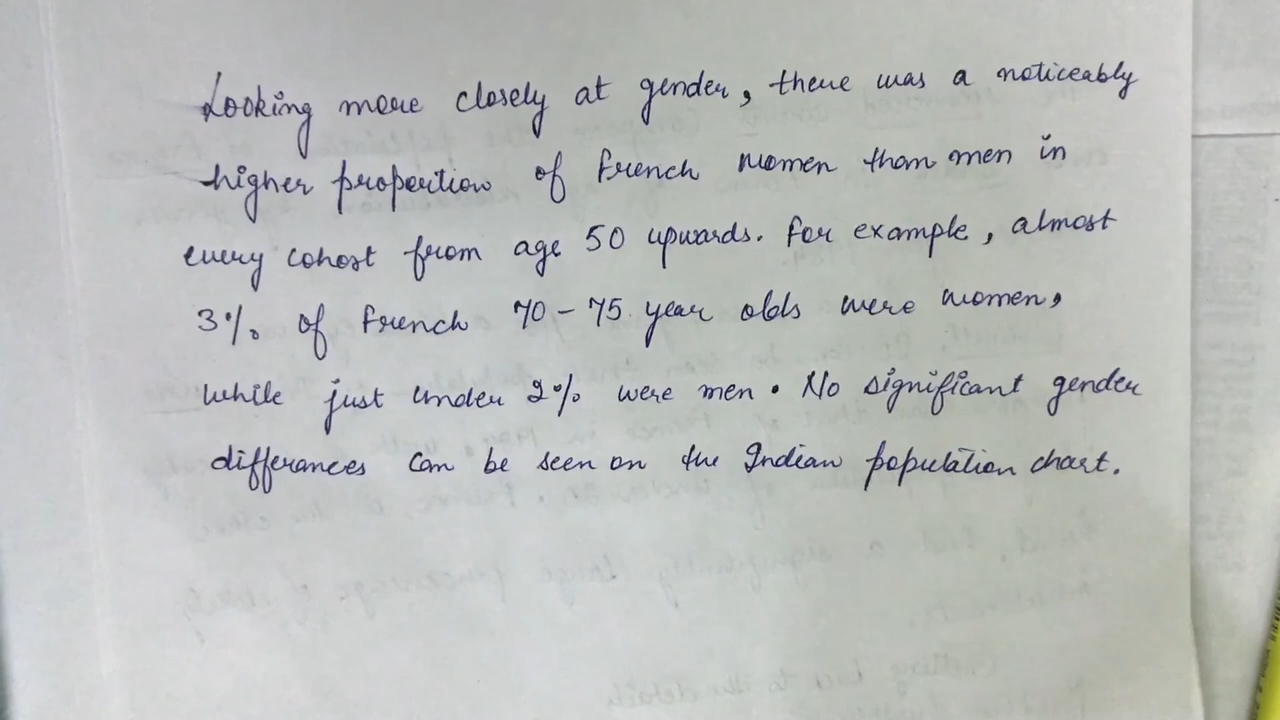 Looking more closely at gender, there was a noticeably
higher proportion of French women than men in
every cohost from age 50 upwards. For example, almost
3% of French 70-75 year olds were women,
while just under 2% were men. No significant gender
differances can be seen on the Indian population chart.